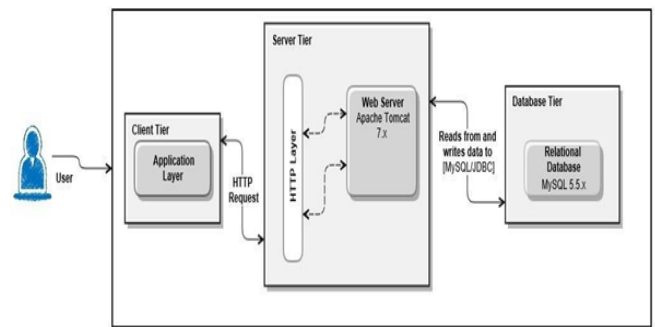 User
Client Tier
Application
Layer
HTTP
Request
Server Tier
HTTP Layer
Web Server
Apache Tomcat
7.x
Reads from and
writes data to
[MySQL/JDBC]
Database Tier
Relational
Database
MySQL 5.5.x